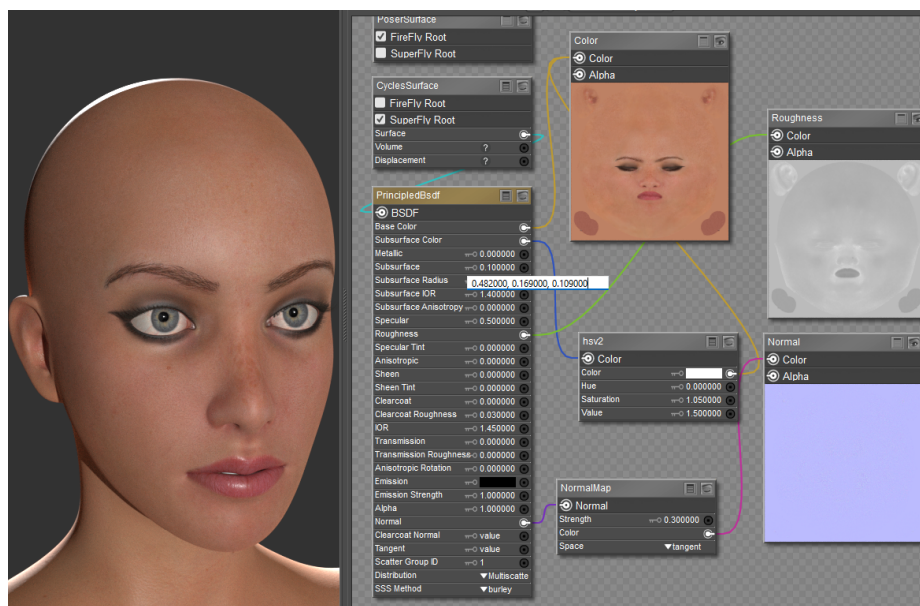 PoserSurface
FireFly Root
SuperFly Root
CyclesSurface
FireFly Root
SuperFly Root
Surface
Volume ?
Displacement ?
PrincipledBsdf
BSDF
Base Color
Subsurface Color
Metallic 0.000000
Subsurface 0.100000
Subsurface Radius 0.482000, 0.169000, 0.109000
Subsurface IOR 1.400000
Subsurface Anisotropy 0.000000
Specular 0.500000
Roughness
Specular Tint 0.000000
Anisotropic 0.000000
Sheen 0.000000
Sheen Tint 0.000000
Clearcoat 0.000000
Clearcoat Roughness 0.030000
IOR 1.450000
Transmission 0.000000
Transmission Roughness 0.000000
Anisotropic Rotation 0.000000
Emission
Emission Strength 1.000000
Alpha 1.000000
Normal
Clearcoat Normal value
Tangent value
Scatter Group ID 1
Distribution Multiscatte
SSS Method burley
Color
Color
Alpha
hsv2
Color
Color
Hue 0.000000
Saturation 1.050000
Value 1.500000
NormalMap
Normal
Strength 0.300000
Color
Space tangent
Roughness
Color
Alpha
Normal
Color
Alpha